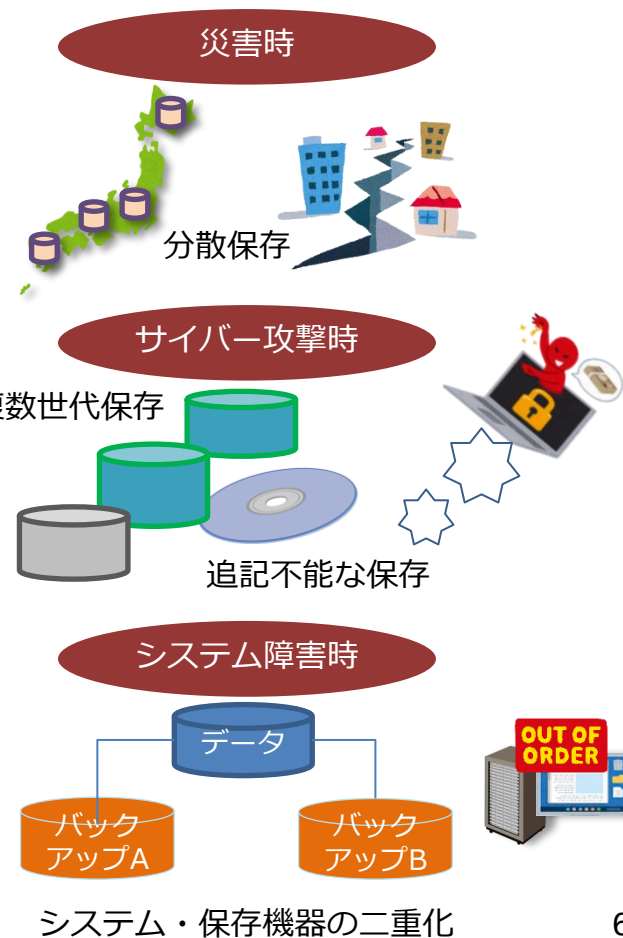 災害時
分散保存
サイバー攻撃時
複数世代保存
追記不能な保存
システム障害時
データ
OUT OF
ORDER
バック
アップA
バック
アップB
システム・保存機器の二重化
6